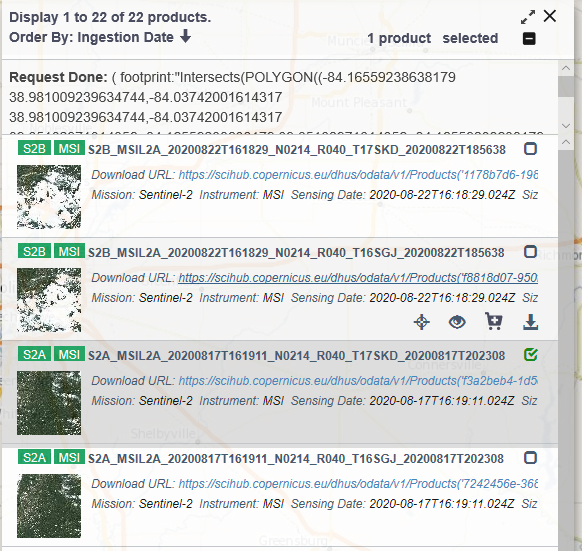 Display 1 to 22 of 22 products.
Order By: Ingestion Date
1 product selected
Request Done: ( footprint:"Intersects(POLYGON((-84.16559238638179
38.981009239634744,-84.03742001614317
38.981009239634744,-84.03742001614317
S2B MSI S2B_MSIL2A_20200822T161829_N0214_R040_T17SKD_20200822T185638
Download URL: https://scihub.copernicus.eu/dhus/odata/v1/Products('1178b7d6-198
Mission: Sentinel-2 Instrument: MSI Sensing Date: 2020-08-22T16:18:29.024Z Siz
S2B MSI S2B_MSIL2A_20200822T161829_N0214_R040_T16SGJ_20200822T185638
Download URL: https://scihub.copernicus.eu/dhus/odata/v1/Products('f8818d07-950
Mission: Sentinel-2 Instrument: MSI Sensing Date: 2020-08-22T16:18:29.024Z Siz
S2A MSI S2A_MSIL2A_20200817T161911_N0214_R040_T17SKD_20200817T202308
Download URL: https://scihub.copernicus.eu/dhus/odata/v1/Products('f3a2beb4-1d5
Mission: Sentinel-2 Instrument: MSI Sensing Date: 2020-08-17T16:19:11.024Z Siz
Shelbyville
S2A MSI S2A_MSIL2A_20200817T161911_N0214_R040_T16SGJ_20200817T202308
Download URL: https://scihub.copernicus.eu/dhus/odata/v1/Products('7242456e-368
Mission: Sentinel-2 Instrument: MSI Sensing Date: 2020-08-17T16:19:11.024Z Siz
Greensburg